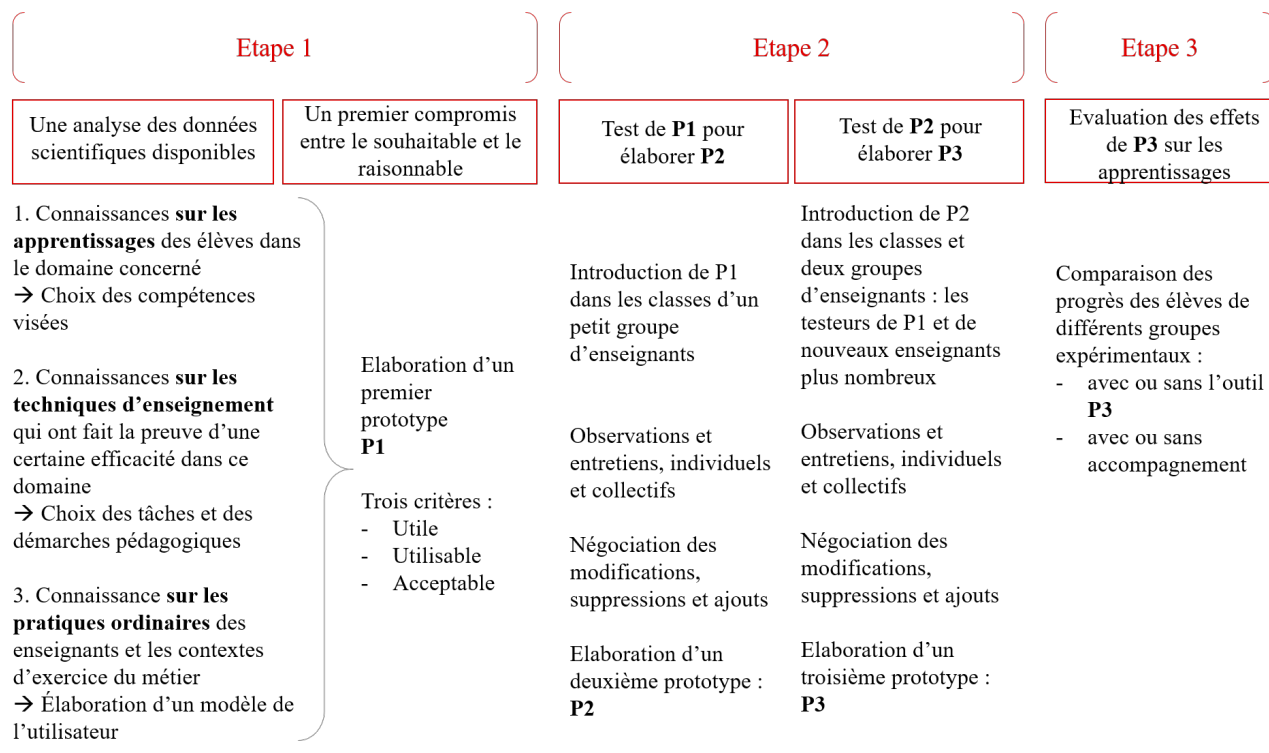 Etape 1
Une analyse des données
scientifiques disponibles
Un premier compromis
entre le souhaitable et le
raisonnable
1. Connaissances sur les
apprentissages des élèves dans
le domaine concerné
→ Choix des compétences
visées
2. Connaissances sur les
techniques d’enseignement
qui ont fait la preuve d’une
certaine efficacité dans ce
domaine
→ Choix des tâches et des
démarches pédagogiques
3. Connaissance sur les
pratiques ordinaires des
enseignants et les contextes
d’exercice du métier
→ Élaboration d’un modèle de
l’utilisateur
Elaboration d’un
premier
prototype
P1
Trois critères :
- Utile
- Utilisable
- Acceptable
Etape 2
Test de P1 pour
élaborer P2
Introduction de P1
dans les classes d’un
petit groupe
d’enseignants
Observations et
entretiens, individuels
et collectifs
Négociation des
modifications,
suppressions et ajouts
Elaboration d’un
deuxième prototype :
P2
Test de P2 pour
élaborer P3
Introduction de P2
dans les classes et
deux groupes
d’enseignants : les
testeurs de P1 et de
nouveaux enseignants
plus nombreux
Observations et
entretiens, individuels
et collectifs
Négociation des
modifications,
suppressions et ajouts
Elaboration d’un
troisième prototype :
P3
Etape 3
Evaluation des effets
de P3 sur les
apprentissages
Comparaison des
progrès des élèves de
différents groupes
expérimentaux :
- avec ou sans l’outil
P3
- avec ou sans
accompagnement